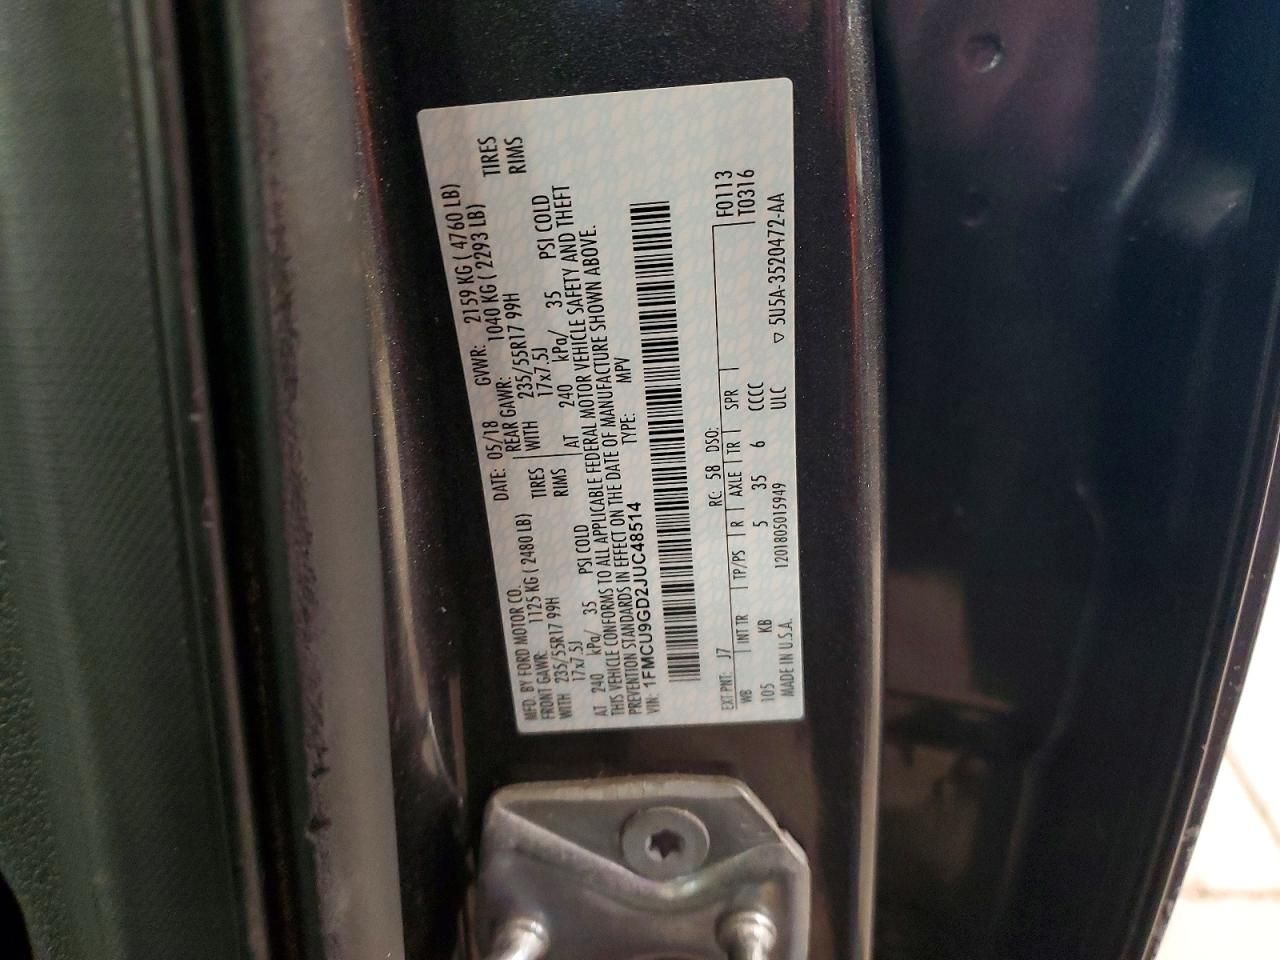 MFD. BY FORD MOTOR CO.
DATE: 05/18 GVWR: 2159 KG ( 4760 LB)
FRONT GAWR: 1125 KG ( 2480 LB) REAR GAWR: 1040 KG ( 2293 LB)
WITH 235/55R17 99H TIRES WITH 235/55R17 99H TIRES
17x7.5J RIMS 17x7.5J RIMS
AT 240 kPa/ 35 PSI COLD AT 240 kPa/ 35 PSI COLD
THIS VEHICLE CONFORMS TO ALL APPLICABLE FEDERAL MOTOR VEHICLE SAFETY AND THEFT
PREVENTION STANDARDS IN EFFECT ON THE DATE OF MANUFACTURE SHOWN ABOVE.
VIN: 1FMCU9GD2JUC48514 TYPE: MPV
EXT PNT: J7 RC: 58 DSO: F0113
WB INT TR TP/PS R AXLE TR SPR T0316
105 KB 5 35 6 CCCC
MADE IN U.S.A. 120180S015949 ULC ▽ 5U5A-3520472-AA